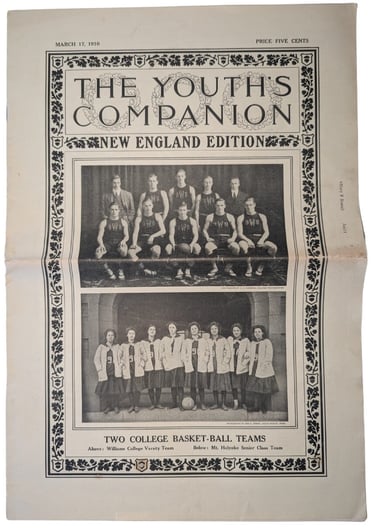 MARCH 17, 1910
PRICE FIVE CENTS
THE YOUTH'S
COMPANION
NEW ENGLAND EDITION
TWO COLLEGE BASKET-BALL TEAMS
Above: Williams College Varsity Team
Below: Mt. Holyoke Senior Class Team